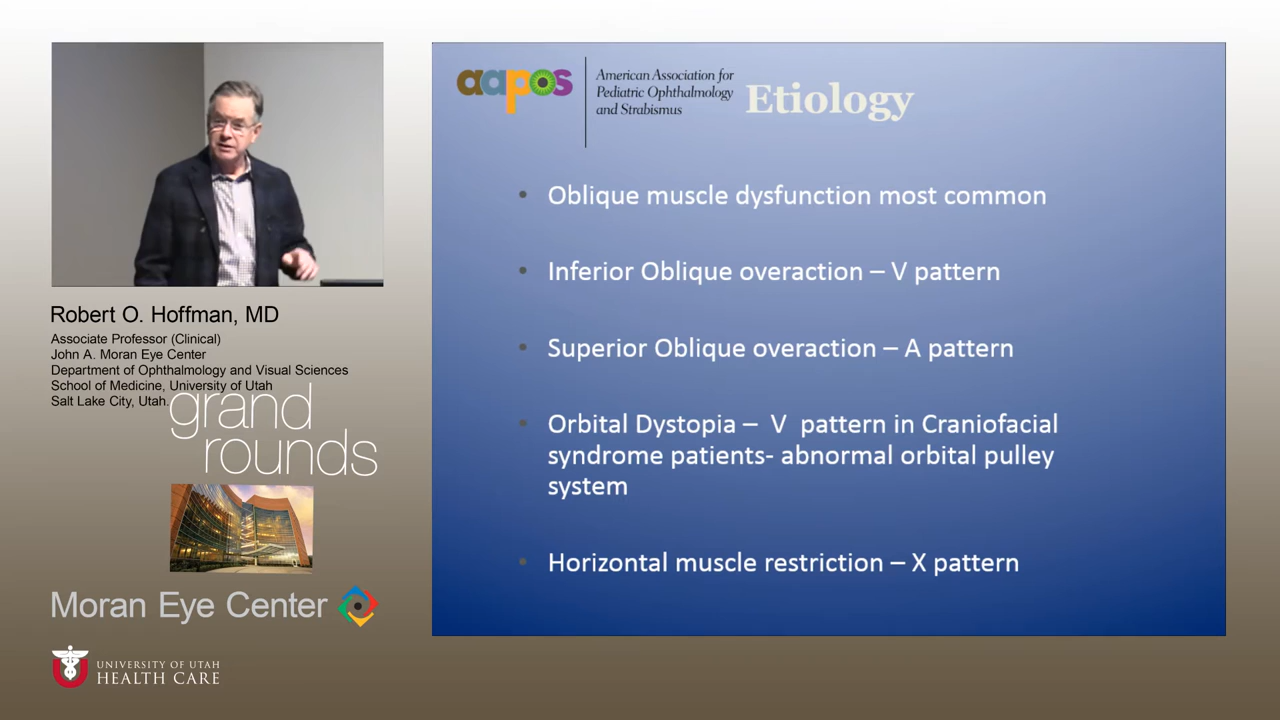 aapos
American Association for
Pediatric Ophthalmology
and Strabismus
Etiology
• Oblique muscle dysfunction most common
• Inferior Oblique overaction – V pattern
• Superior Oblique overaction – A pattern
• Orbital Dystopia – V pattern in Craniofacial
syndrome patients- abnormal orbital pulley
system
• Horizontal muscle restriction – X pattern
Robert O. Hoffman, MD
Associate Professor (Clinical)
John A. Moran Eye Center
Department of Ophthalmology and Visual Sciences
School of Medicine, University of Utah
Salt Lake City, Utah.
grand
rounds
Moran Eye Center
UNIVERSITY OF UTAH
HEALTH CARE